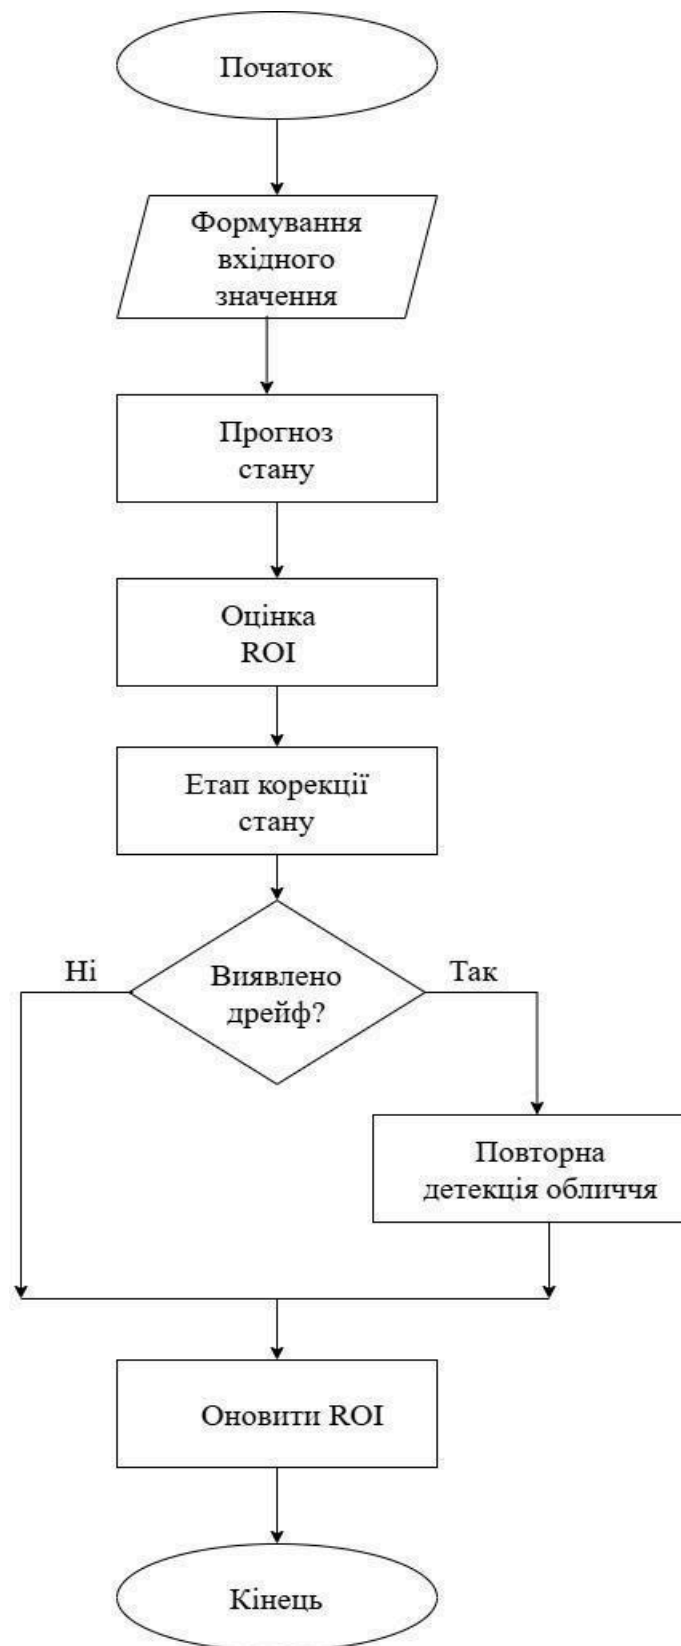 Початок
Формування
вхідного
значення
Прогноз
стану
Оцінка
ROI
Етап корекції
стану
Ні
Виявлено
дрейф?
Так
Повторна
детекція обличчя
Оновити ROI
Кінець